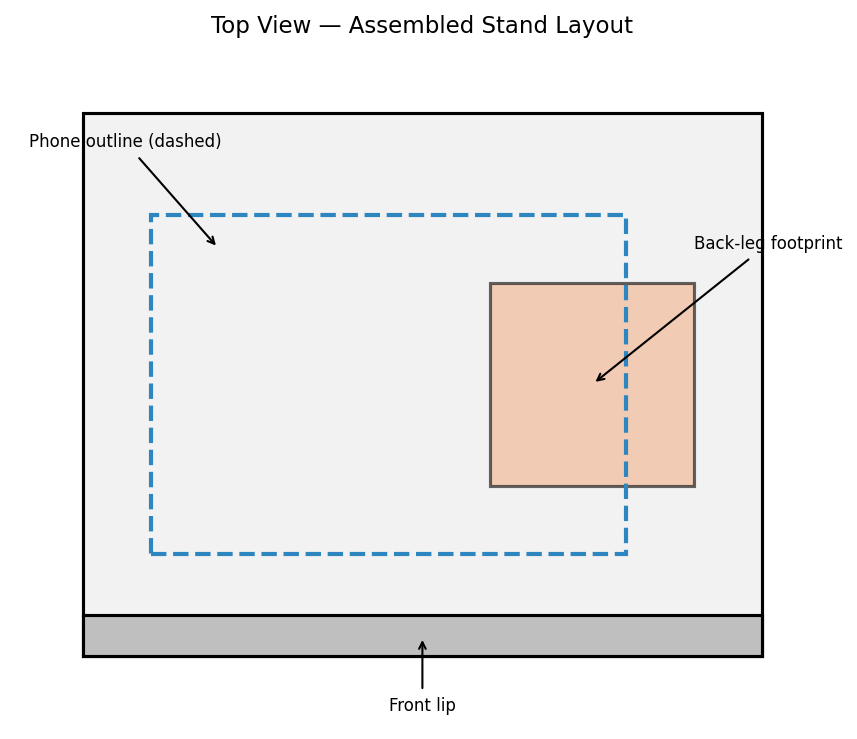 Top View — Assembled Stand Layout
Phone outline (dashed)
Back-leg footprint
Front lip